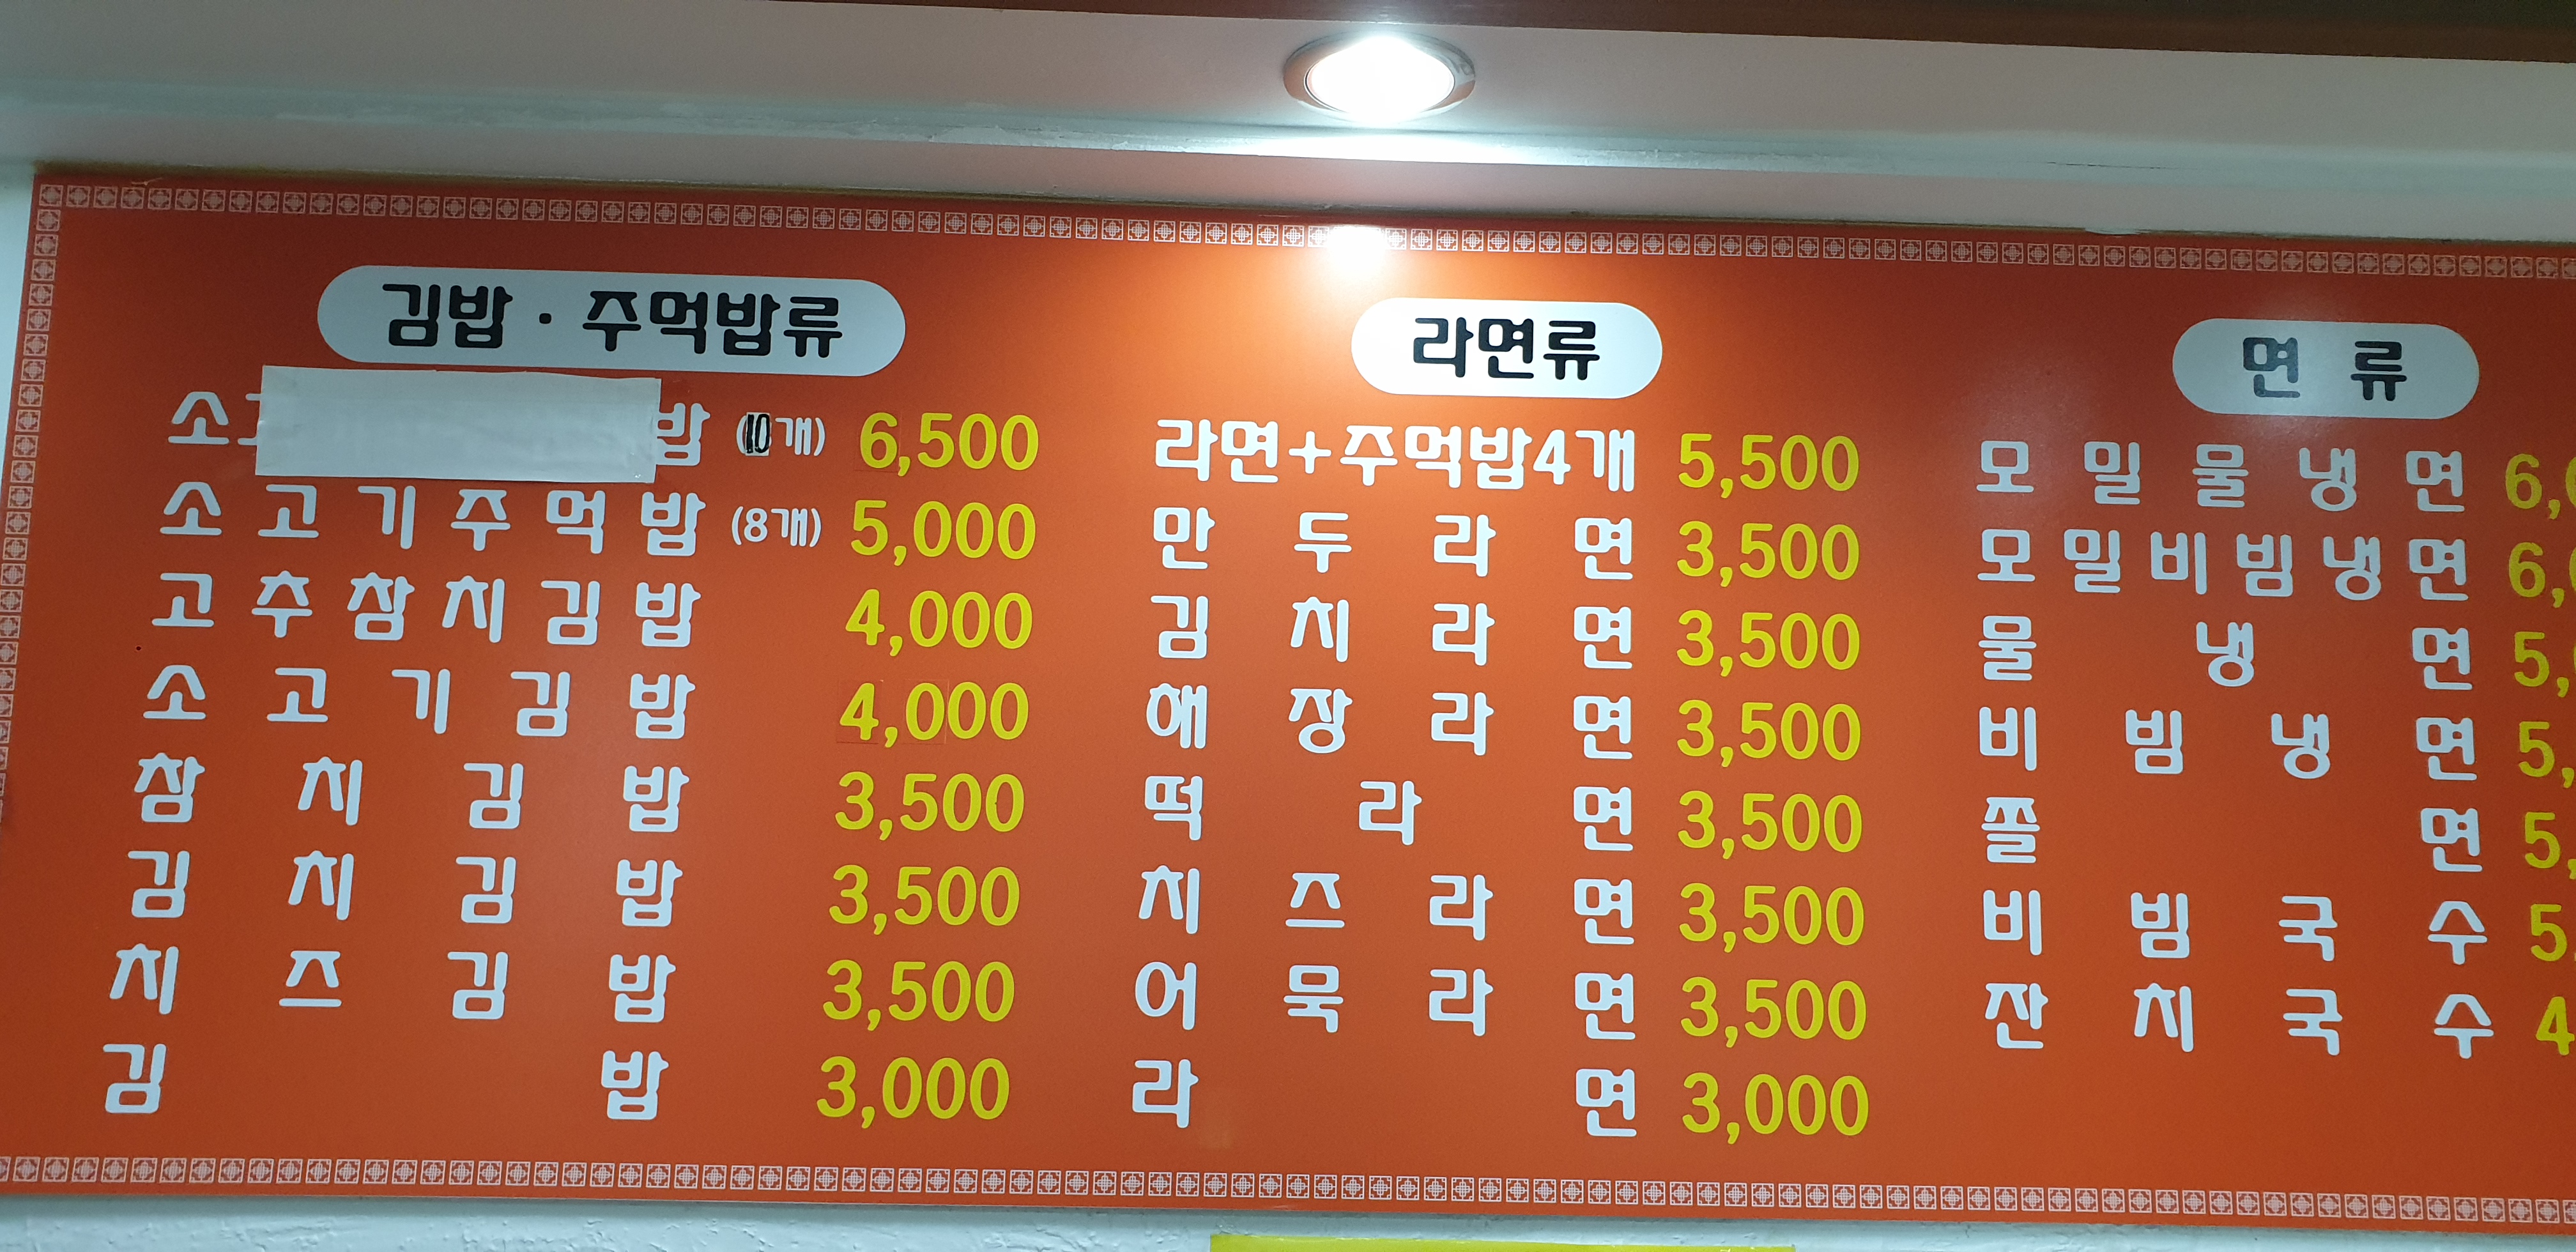 김밥 · 주먹밥류
밥 (10개) 6,500
소고기주먹밥 (8개) 5,000
고추참치김밥 4,000
소고기김밥 4,000
참치김밥 3,500
김치김밥 3,500
치즈김밥 3,500
김밥 3,000
라면류
라면+주먹밥4개 5,500
만두라면 3,500
김치라면 3,500
해장라면 3,500
떡라면 3,500
치즈라면 3,500
어묵라면 3,500
라면 3,000
면류
모밀물냉면
모밀비빔냉면
물냉면
비빔냉면
쫄면
비빔국수
잔치국수